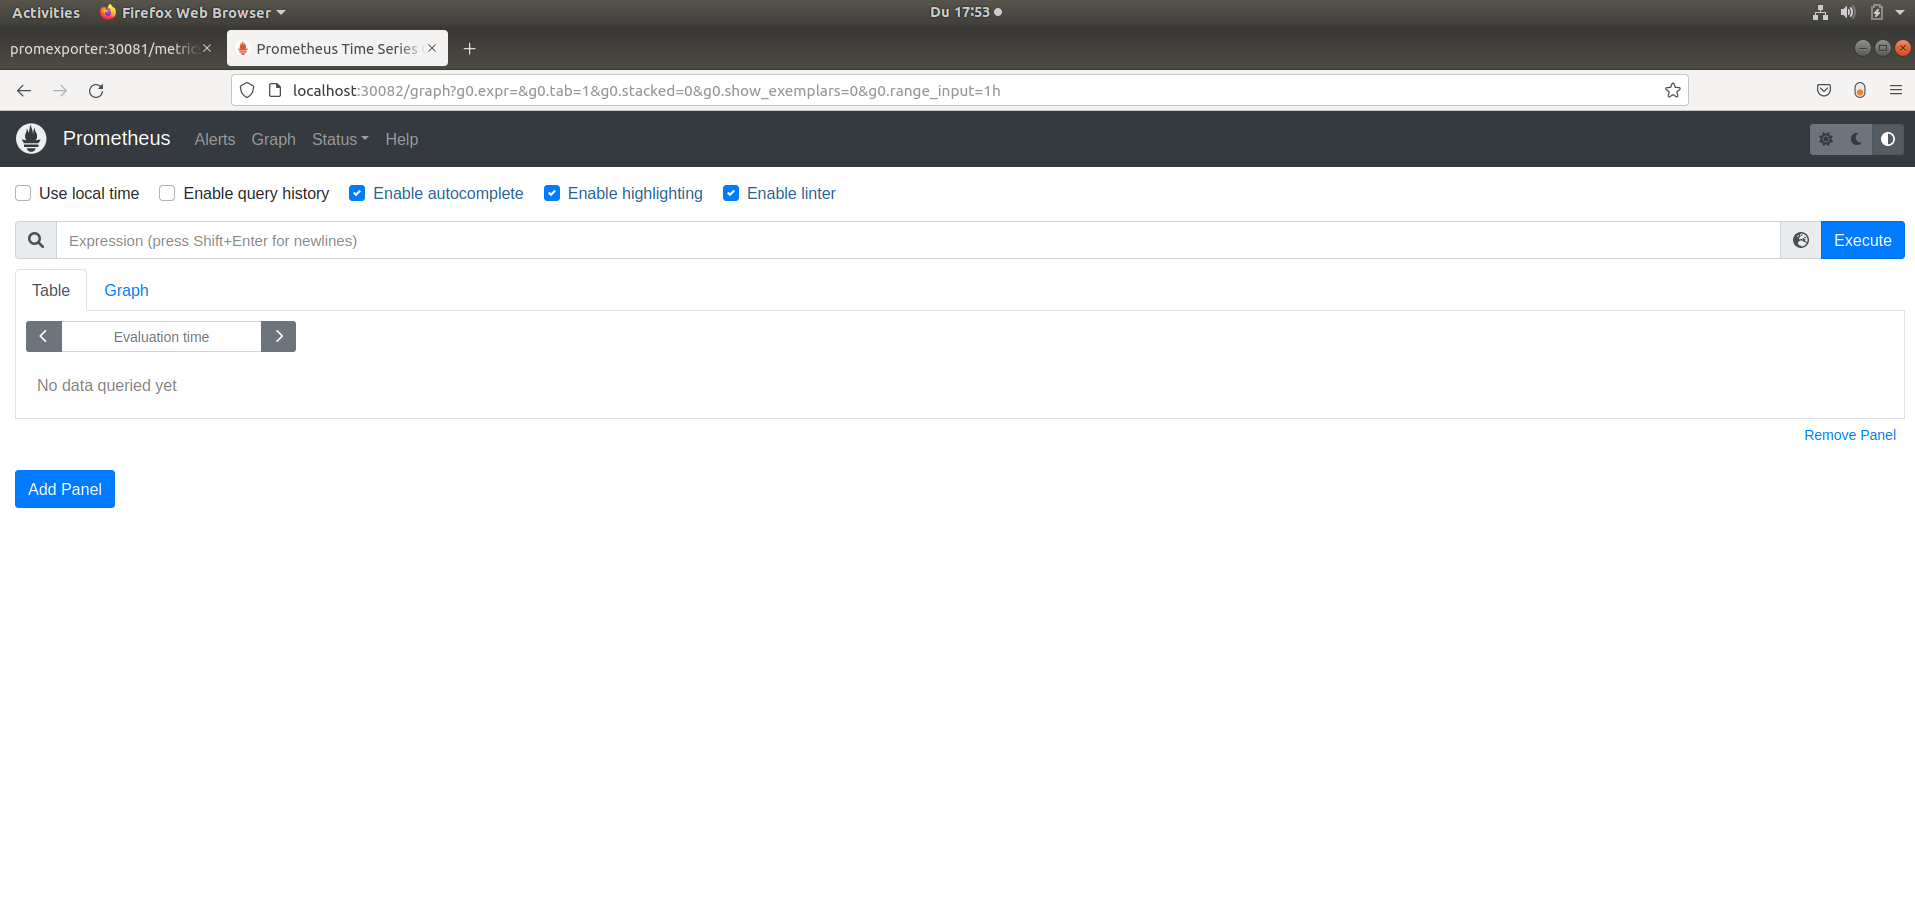 Activities Firefox Web Browser Du 17:53
promexporter:30081/metric Prometheus Time Series
localhost:30082/graph?g0.expr=&g0.tab=1&g0.stacked=0&g0.show_exemplars=0&g0.range_input=1h
Prometheus Alerts Graph Status Help
Use local time Enable query history Enable autocomplete Enable highlighting Enable linter
Expression (press Shift+Enter for newlines) Execute
Table Graph
Evaluation time
No data queried yet
Remove Panel
Add Panel